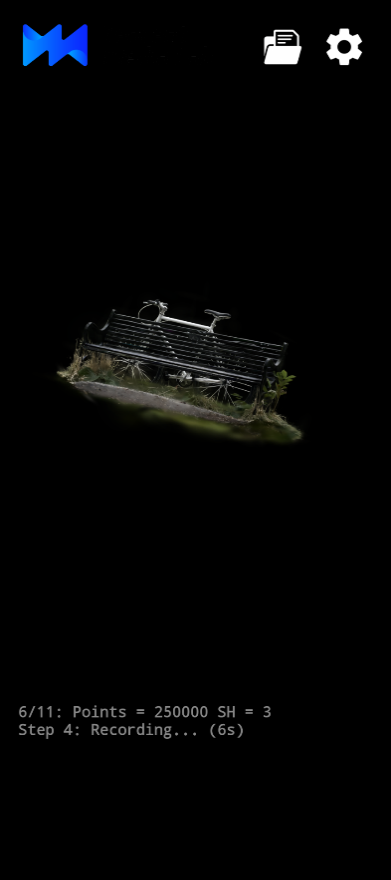 6/11: Points = 250000 SH = 3
Step 4: Recording... (6s)